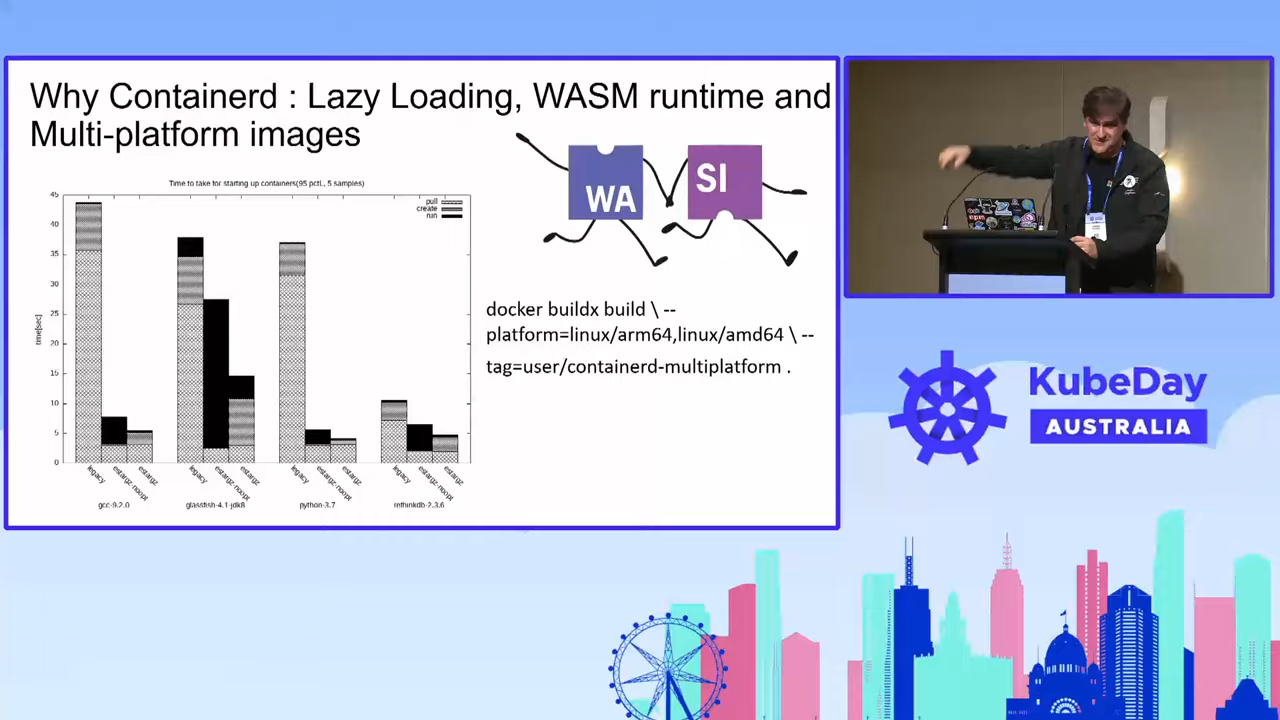 Why Containerd : Lazy Loading, WASM runtime and
Multi-platform images
Time to take for starting up containers(95 pctl., 5 samples)
pull
create
run
45
40
35
30
25
20
15
10
5
0
time[sec]
legacy
estargz-noopt
estargz
legacy
estargz-noopt
estargz
legacy
estargz-noopt
estargz
legacy
estargz-noopt
estargz
gcc-9.2.0
glassfish-4.1-jdk8
python-3.7
rethinkdb-2.3.6
WA
SI
docker buildx build \ --
platform=linux/arm64,linux/amd64 \ --
tag=user/containerd-multiplatform .
KubeDay
AUSTRALIA